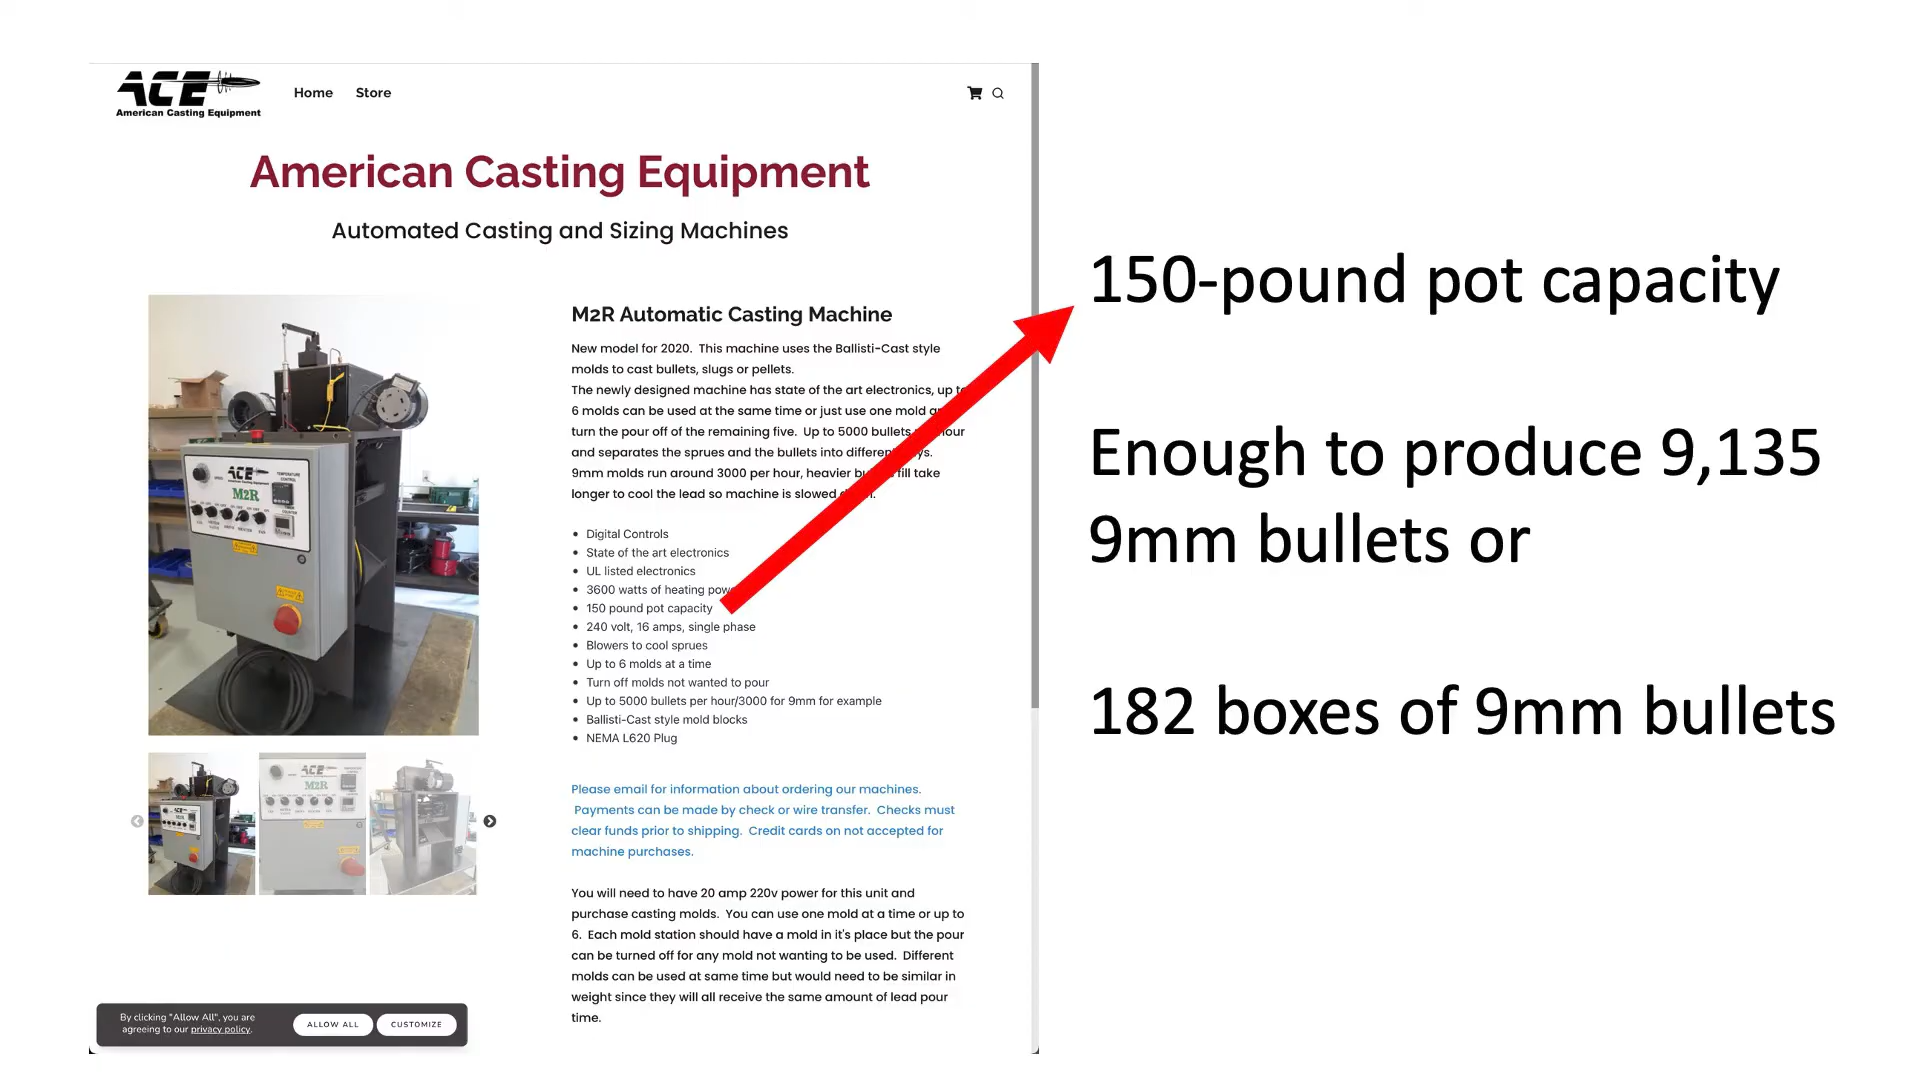 ACE
American Casting Equipment
Home
Store
American Casting Equipment
Automated Casting and Sizing Machines
M2R Automatic Casting Machine
New model for 2020. This machine uses the Ballisti-Cast style
molds to cast bullets, slugs or pellets.
The newly designed machine has state of the art electronics, up to
6 molds can be used at the same time or just use one mold
turn the pour off of the remaining five. Up to 5000 bullets hour
and separates the sprues and the bullets into
9mm molds run around 3000 per hour, heavier fill take
longer to cool the lead so machine is slowed
• Digital Controls
• State of the art electronics
• UL listed electronics
• 3600 watts of heating
• 150 pound pot capacity
• 240 volt, 16 amps, single phase
• Blowers to cool sprues
• Up to 6 molds at a time
• Turn off molds not wanted to pour
• Up to 5000 bullets per hour/3000 for 9mm for example
• Ballisti-Cast style mold blocks
• NEMA L620 Plug
Please email for information about ordering our machines.
Payments can be made by check or wire transfer. Checks must
clear funds prior to shipping. Credit cards on not accepted for
machine purchases.
You will need to have 20 amp 220v power for this unit and
purchase casting molds. You can use one mold at a time or up to
6. Each mold station should have a mold in it's place but the pour
can be turned off for any mold not wanting to be used. Different
molds can be used at same time but would need to be similar in
weight since they will all receive the same amount of lead pour
time.
ACE
M2R
TEMPERATURE
CONTROL
ACE
M2R
By clicking "Allow All", you are
agreeing to our privacy policy.
ALLOW ALL
CUSTOMIZE
150-pound pot capacity
Enough to produce 9,135
9mm bullets or
182 boxes of 9mm bullets